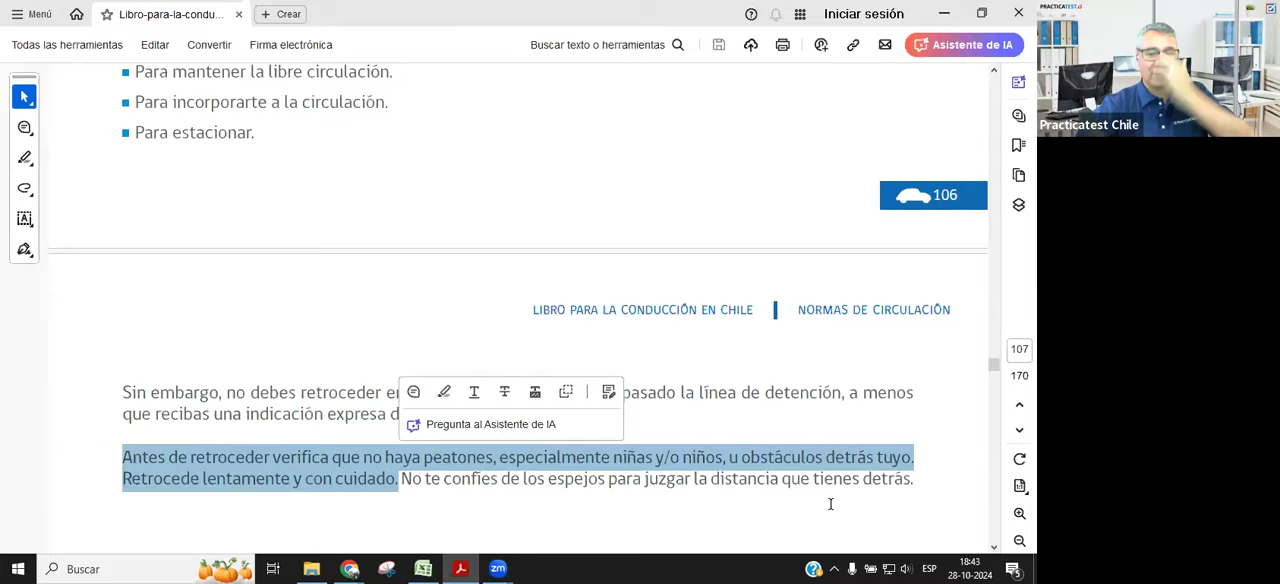 Menú
Libro-para-la-condu...
Crear
Iniciar sesión
PRACTICATEST.cl
Todas las herramientas
Editar
Convertir
Firma electrónica
Buscar texto o herramientas
Asistente de IA
Para mantener la libre circulación.
Para incorporarte a la circulación.
Para estacionar.
Practicatest Chile
106
LIBRO PARA LA CONDUCCIÓN EN CHILE | NORMAS DE CIRCULACIÓN
107
170
Sin embargo, no debes retroceder en pasado la línea de detención, a menos
que recibas una indicación expresa d
Pregunta al Asistente de IA
Antes de retroceder verifica que no haya peatones, especialmente niñas y/o niños, u obstáculos detrás tuyo.
Retrocede lentamente y con cuidado. No te confíes de los espejos para juzgar la distancia que tienes detrás.
Buscar
ESP
18:43
28-10-2024
5